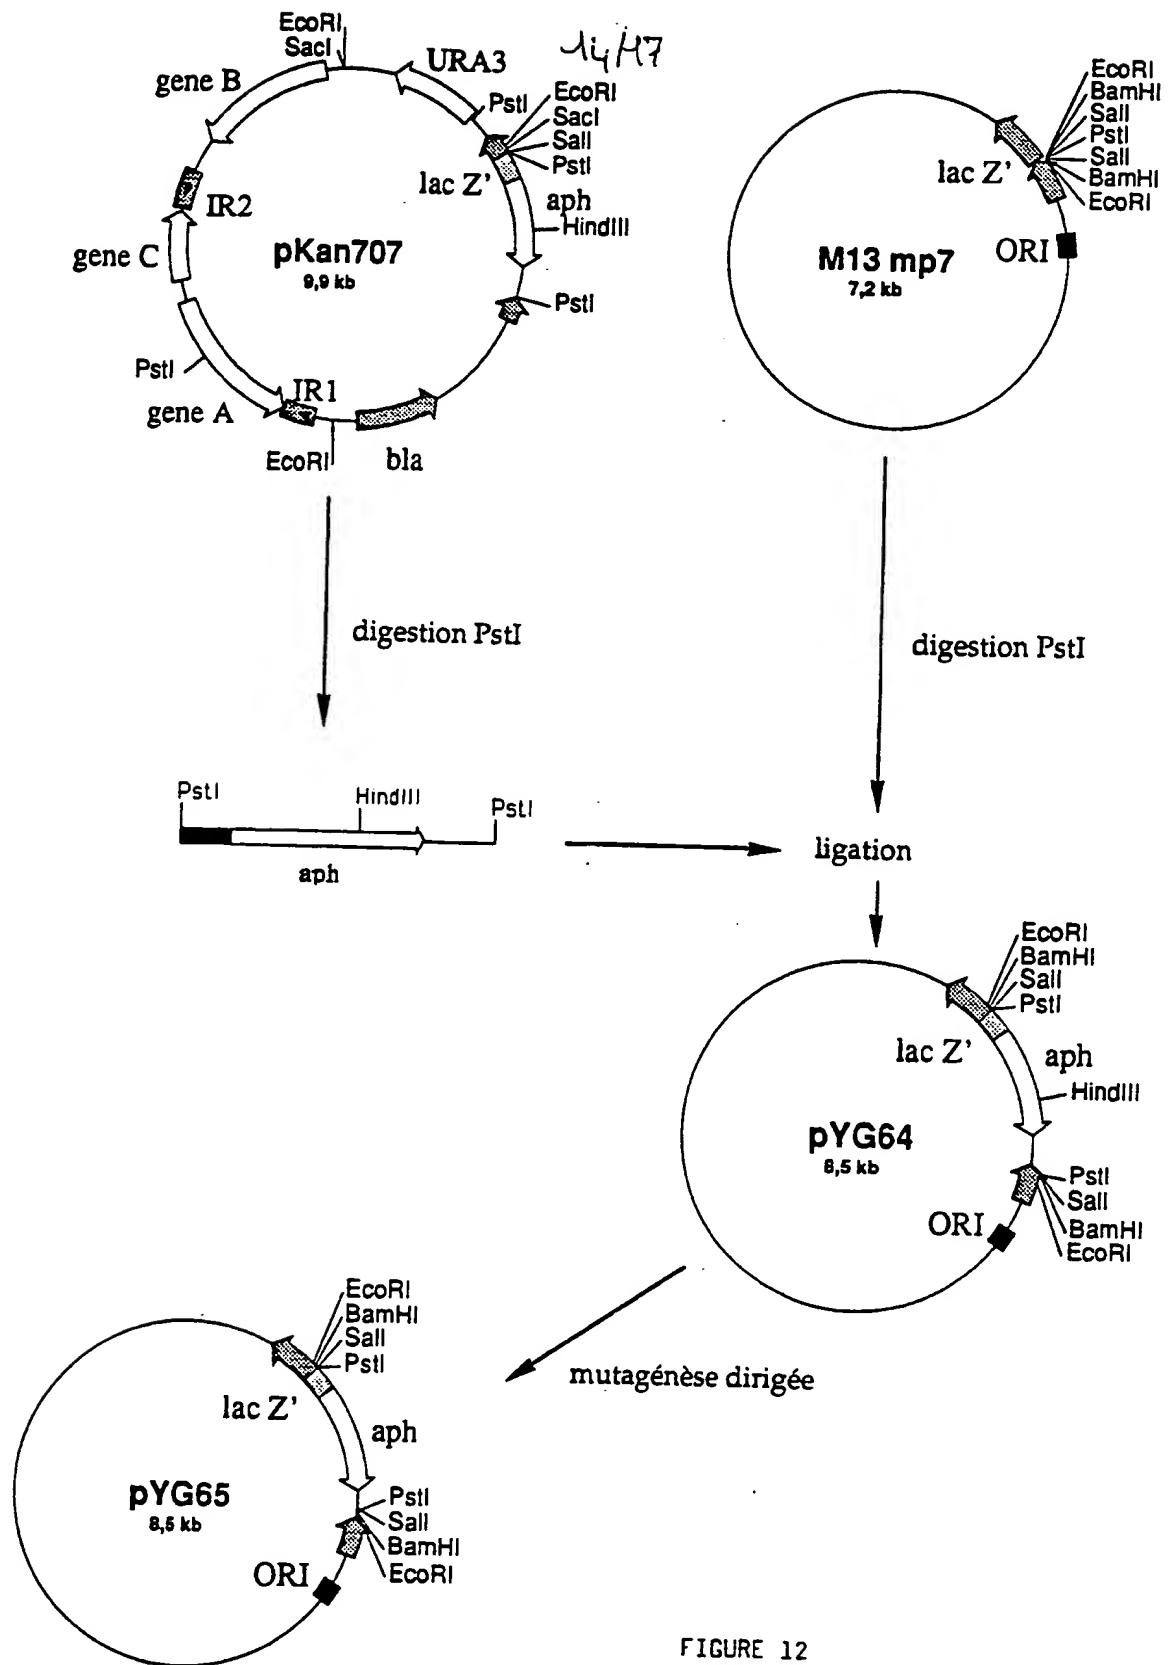 14/17
EcoRI
SacI
URA3
gene B
PstI
EcoRI
SacI
SalI
PstI
lac Z'
aph
HindIII
IR2
gene C
pKan707
9,9 kb
PstI
PstI
gene A
IR1
EcoRI
bla
EcoRI
BamHI
SalI
PstI
SalI
BamHI
EcoRI
lac Z'
ORI
M13 mp7
7,2 kb
digestion PstI
digestion PstI
PstI
HindIII
PstI
aph
ligation
EcoRI
BamHI
SalI
PstI
lac Z'
aph
HindIII
pYG64
8,5 kb
PstI
SalI
BamHI
EcoRI
ORI
mutagénèse dirigée
EcoRI
BamHI
SalI
PstI
lac Z'
aph
pYG65
8,5 kb
PstI
SalI
BamHI
EcoRI
ORI
FIGURE 12